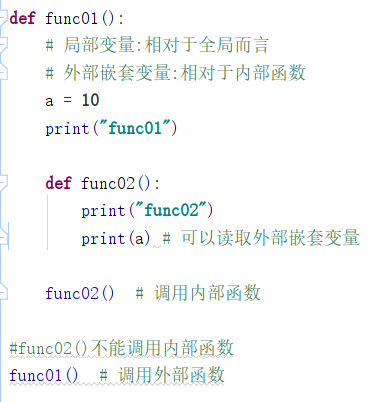 def func01():
    # 局部变量:相对于全局而言
    # 外部嵌套变量:相对于内部函数
    a = 10
    print("func01")
    def func02():
        print("func02")
        print(a) # 可以读取外部嵌套变量
    func02()  # 调用内部函数
#func02()不能调用内部函数
func01()  # 调用外部函数